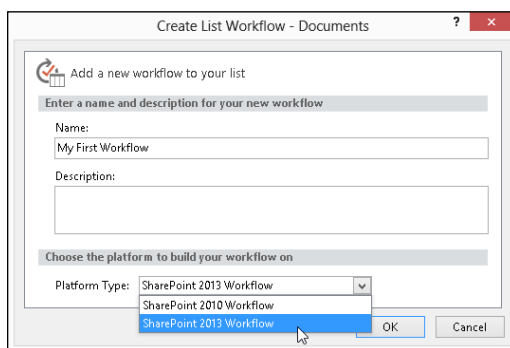 Create List Workflow - Documents
?
×
Add a new workflow to your list
Enter a name and description for your new workflow
Name:
My First Workflow
Description:
Choose the platform to build your workflow on
Platform Type: SharePoint 2013 Workflow
SharePoint 2010 Workflow
SharePoint 2013 Workflow
OK Cancel